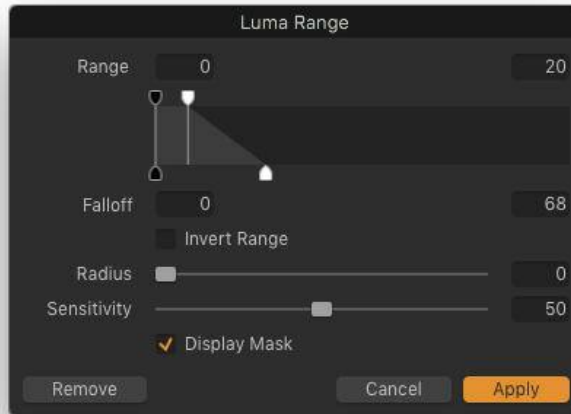 Luma Range
Range 0 20
Falloff 0 68
Invert Range
Radius 0
Sensitivity 50
Display Mask
Remove Cancel Apply